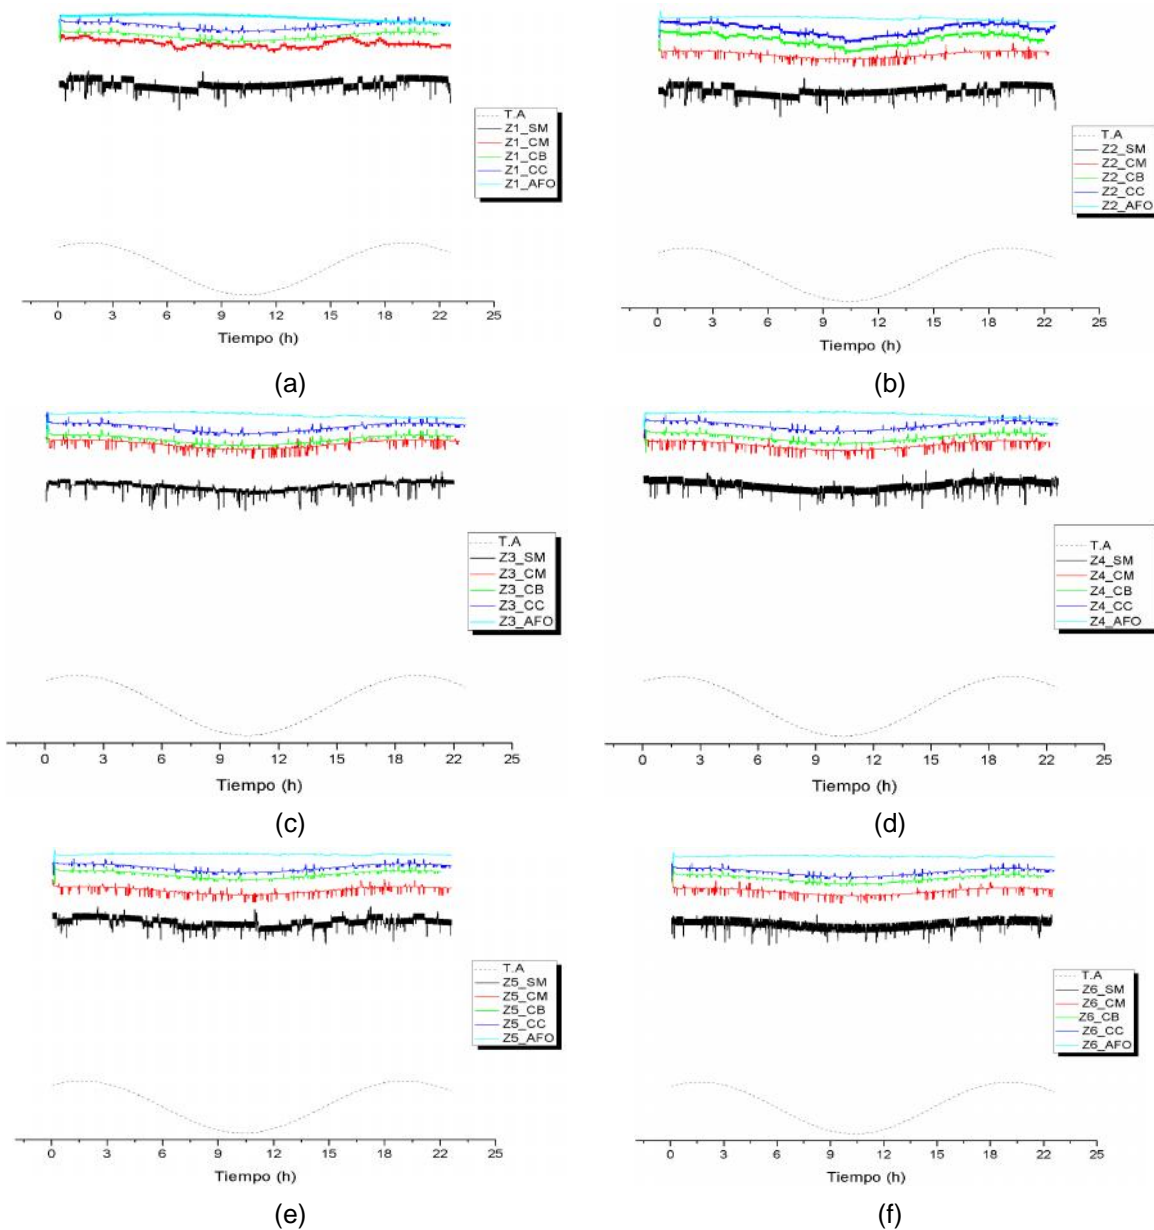 T.A
Z1_SM
Z1_CM
Z1_CB
Z1_CC
Z1_AFO
0 3 6 9 12 15 18 22 25
Tiempo (h)
(a)
T.A
Z2_SM
Z2_CM
Z2_CB
Z2_CC
Z2_AFO
0 3 6 9 12 15 18 22 25
Tiempo (h)
(b)
T.A
Z3_SM
Z3_CM
Z3_CB
Z3_CC
Z3_AFO
0 3 6 9 12 15 18 22 25
Tiempo (h)
(c)
T.A
Z4_SM
Z4_CM
Z4_CB
Z4_CC
Z4_AFO
0 3 6 9 12 15 18 22 25
Tiempo (h)
(d)
T.A
Z5_SM
Z5_CM
Z5_CB
Z5_CC
Z5_AFO
0 3 6 9 12 15 18 22 25
Tiempo (h)
(e)
T.A
Z6_SM
Z6_CM
Z6_CB
Z6_CC
Z6_AFO
0 3 6 9 12 15 18 22 25
Tiempo (h)
(f)